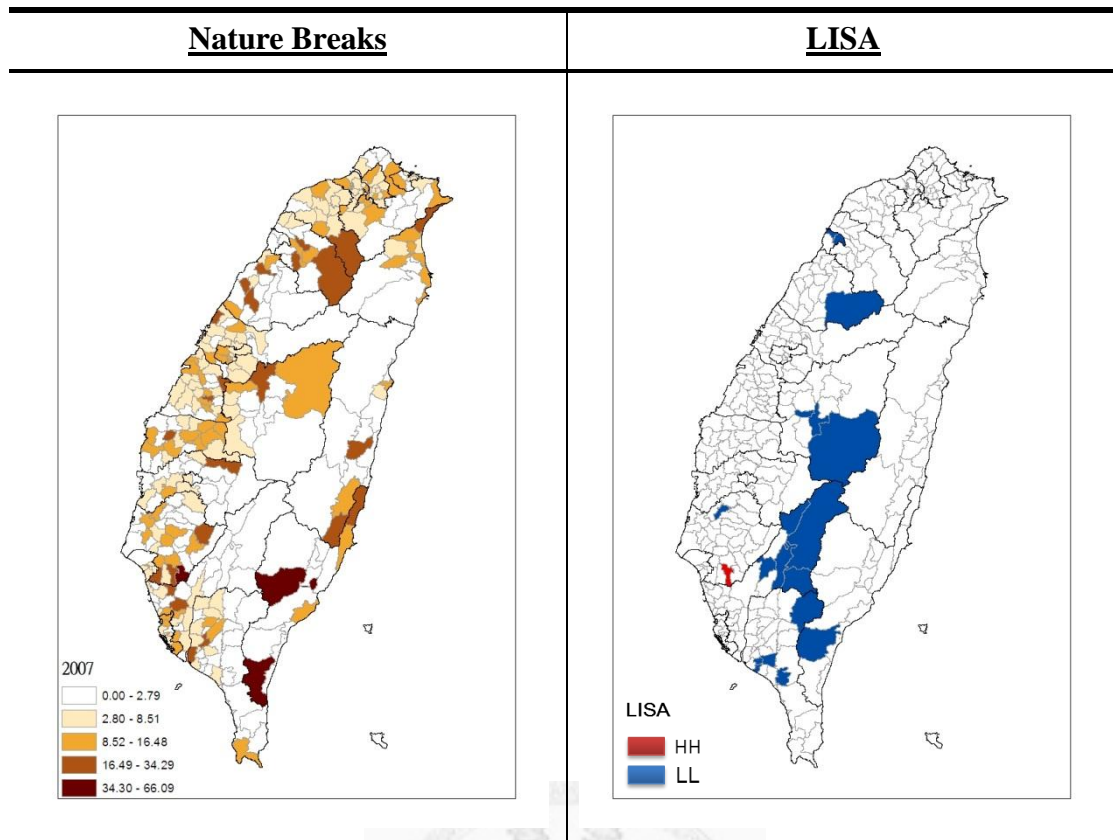 Nature Breaks
LISA
2007
0.00 - 2.79
2.80 - 8.51
8.52 - 16.48
16.49 - 34.29
34.30 - 66.09
LISA
HH
LL